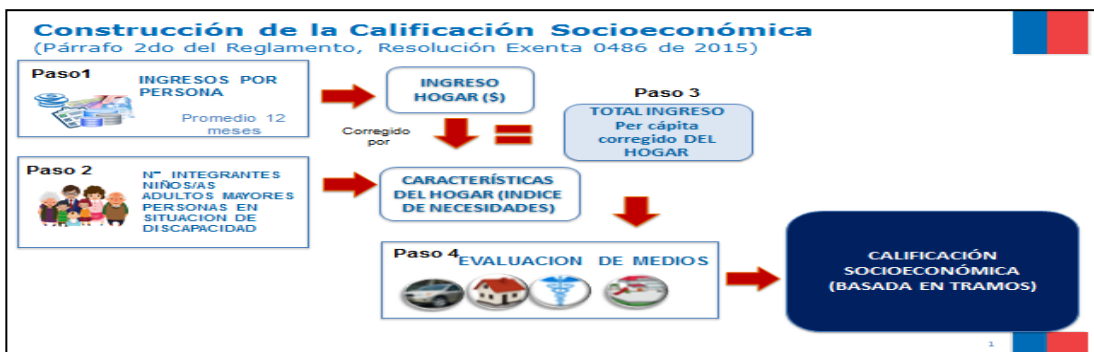 Construcción de la Calificación Socioeconómica
(Párrafo 2do del Reglamento, Resolución Exenta 0486 de 2015)
Paso1
INGRESOS POR
PERSONA
Promedio 12
meses
INGRESO
HOGAR ($)
Corregido
por
Paso 3
TOTAL INGRESO
Per cápita
corregido DEL
HOGAR
Paso 2
N° INTEGRANTES
NIÑOS/AS
ADULTOS MAYORES
PERSONAS EN
SITUACION DE
DISCAPACIDAD
CARACTERÍSTICAS
DEL HOGAR (INDICE
DE NECESIDADES)
Paso 4
EVALUACION DE MEDIOS
CALIFICACIÓN
SOCIOECONÓMICA
(BASADA EN TRAMOS)
1